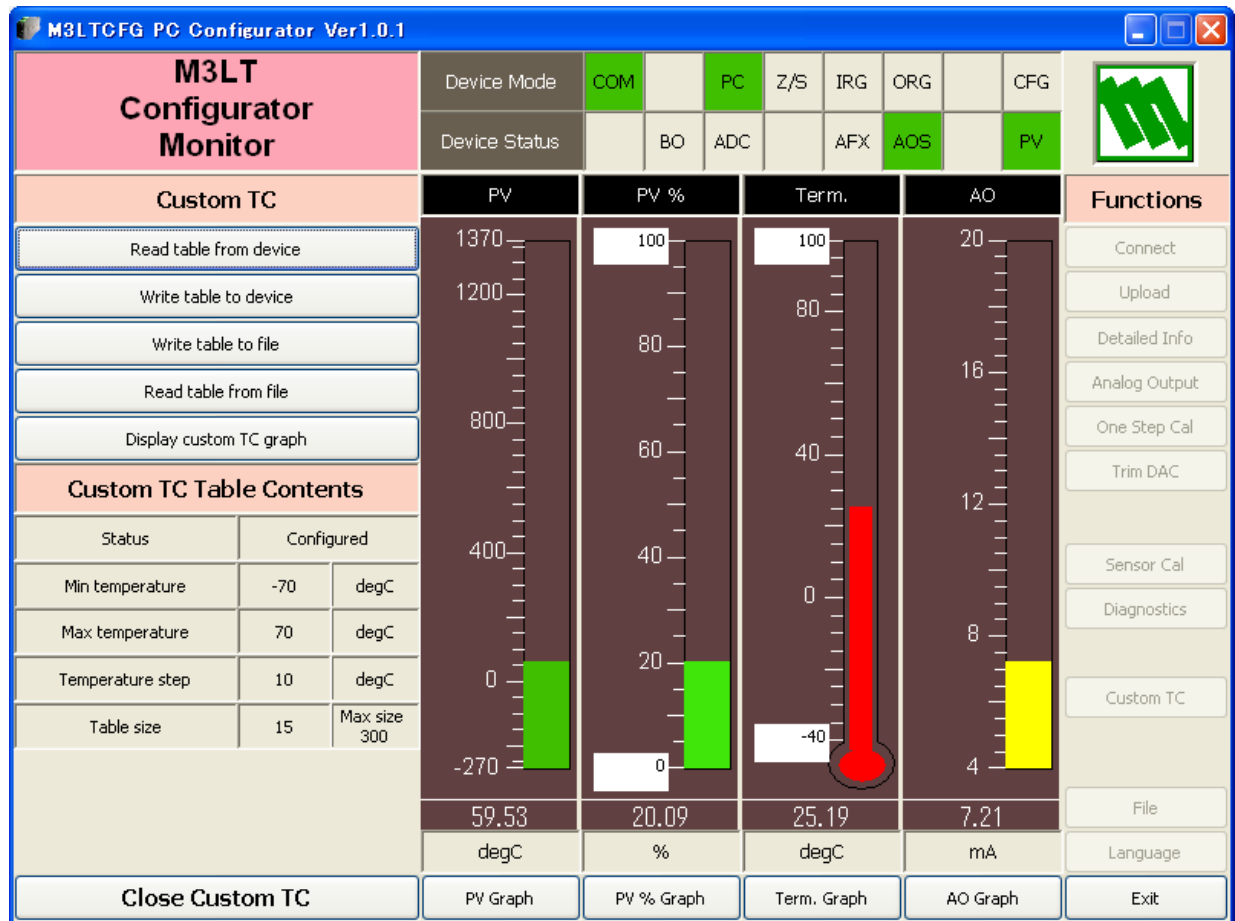 M3LTCFG PC Configurator Ver1.0.1
M3LT
Configurator
Monitor
Device Mode COM PC Z/S IRG ORG CFG
Device Status BO ADC AFX AOS PV
Custom TC
Read table from device
Write table to device
Write table to file
Read table from file
Display custom TC graph
Custom TC Table Contents
Status Configured
Min temperature -70 degC
Max temperature 70 degC
Temperature step 10 degC
Table size 15 Max size
300
Close Custom TC
PV
1370
1200
800
400
0
-270
59.53
degC
PV Graph
PV %
100
80
60
40
20
0
20.09
%
PV % Graph
Term.
100
80
40
0
-40
25.19
degC
Term. Graph
AO
20
16
12
8
4
7.21
mA
AO Graph
Functions
Connect
Upload
Detailed Info
Analog Output
One Step Cal
Trim DAC
Sensor Cal
Diagnostics
Custom TC
File
Language
Exit